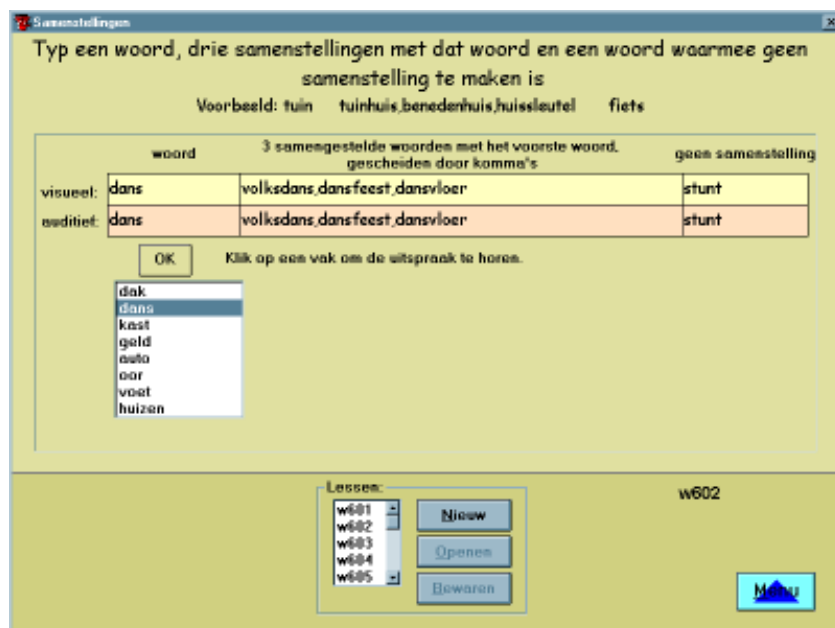 Samenstellingen
Typ een woord, drie samenstellingen met dat woord en een woord waarmee geen
samenstelling te maken is
Voorbeeld: tuin tuinhuis,benedenhuis,huissleutel fiets
woord 3 samengestelde woorden met het voorste woord, gescheiden door komma's geen samenstelling
visueel: dans volksdans,dansfeest,dansvloer stunt
auditief: dans volksdans,dansfeest,dansvloer stunt
OK Klik op een vak om de uitspraak te horen.
dak
dans
kast
geld
auto
oor
voet
huizen
Lessen:
w601
w602
w603
w604
w605
Nieuw
Openen
Bewaren
w602
Menu